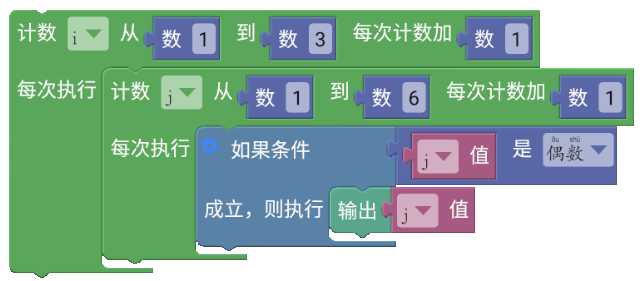 计数 i 从 数 1 到 数 3 每次计数加 数 1
每次执行 计数 j 从 数 1 到 数 6 每次计数加 数 1
每次执行 如果条件 j 值 是 偶数 ǒu shù
成立，则执行 输出 j 值